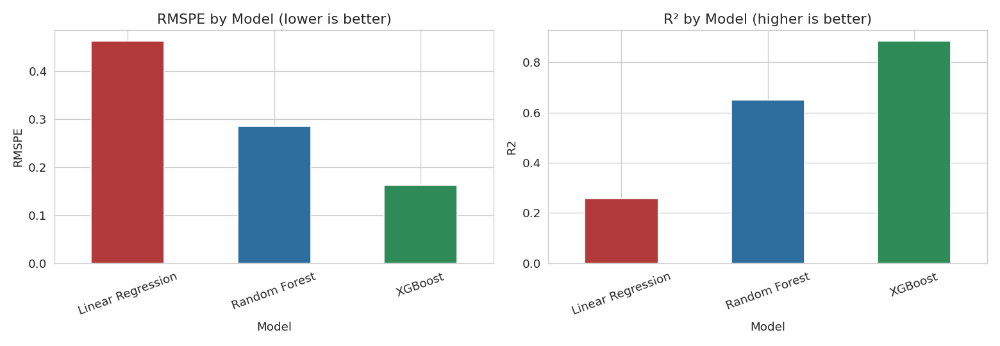 RMSPE by Model (lower is better)
RMSPE
0.4
0.3
0.2
0.1
0.0
Linear Regression
Random Forest
XGBoost
Model
R² by Model (higher is better)
R2
0.8
0.6
0.4
0.2
0.0
Linear Regression
Random Forest
XGBoost
Model